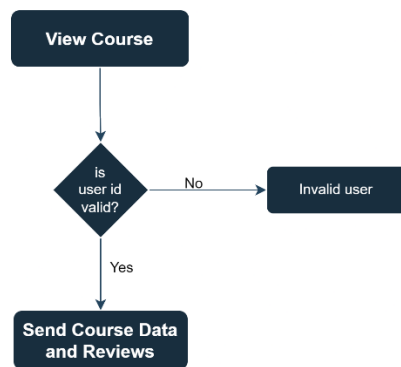 View Course
is
user id
valid?
No
Invalid user
Yes
Send Course Data
and Reviews